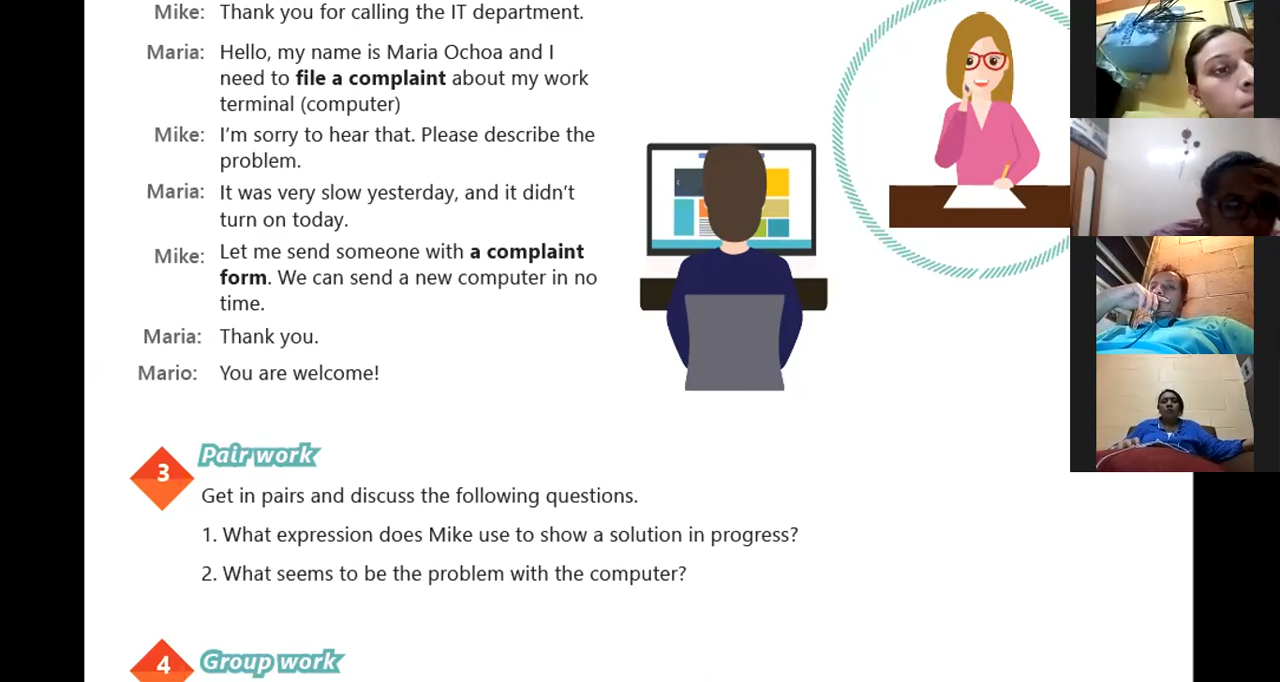 Mike: Thank you for calling the IT department.
Maria: Hello, my name is Maria Ochoa and I
need to file a complaint about my work
terminal (computer)
Mike: I'm sorry to hear that. Please describe the
problem.
Maria: It was very slow yesterday, and it didn't
turn on today.
Mike: Let me send someone with a complaint
form. We can send a new computer in no
time.
Maria: Thank you.
Mario: You are welcome!
3 Pair work
Get in pairs and discuss the following questions.
1. What expression does Mike use to show a solution in progress?
2. What seems to be the problem with the computer?
4 Group work